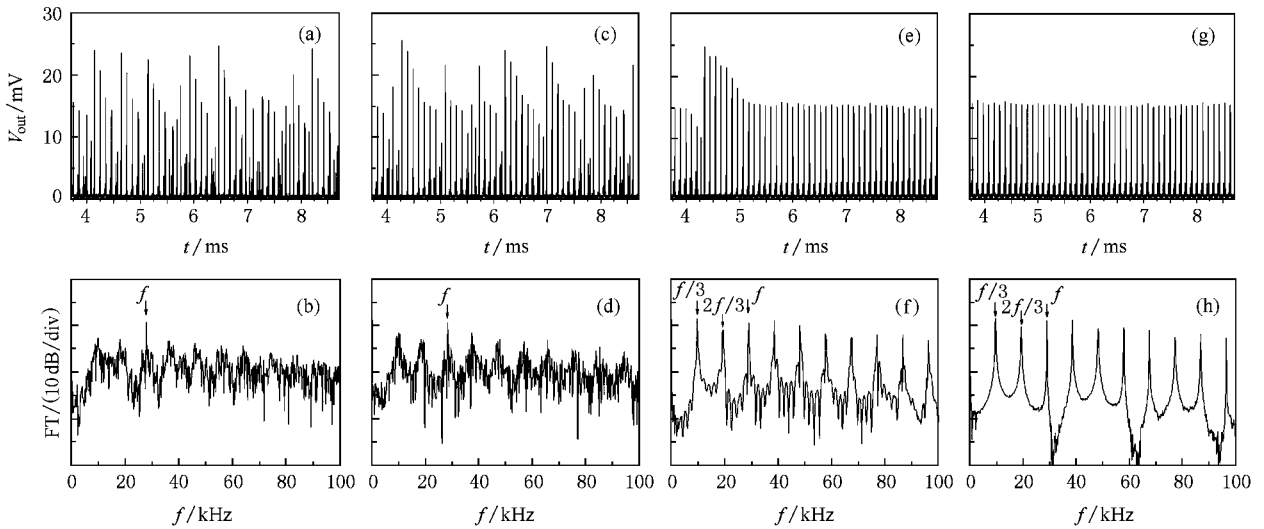 30
20
10
0
V_out/mV
(a)
(c)
(e)
(g)
4 5 6 7 8
4 5 6 7 8
4 5 6 7 8
4 5 6 7 8
t/ms
t/ms
t/ms
t/ms
FT/(10 dB/div)
f
(b)
f
(d)
f/3
2f/3
f
(f)
f/3
2f/3
f
(h)
0 20 40 60 80 100
0 20 40 60 80 100
0 20 40 60 80 100
0 20 40 60 80 100
f/kHz
f/kHz
f/kHz
f/kHz